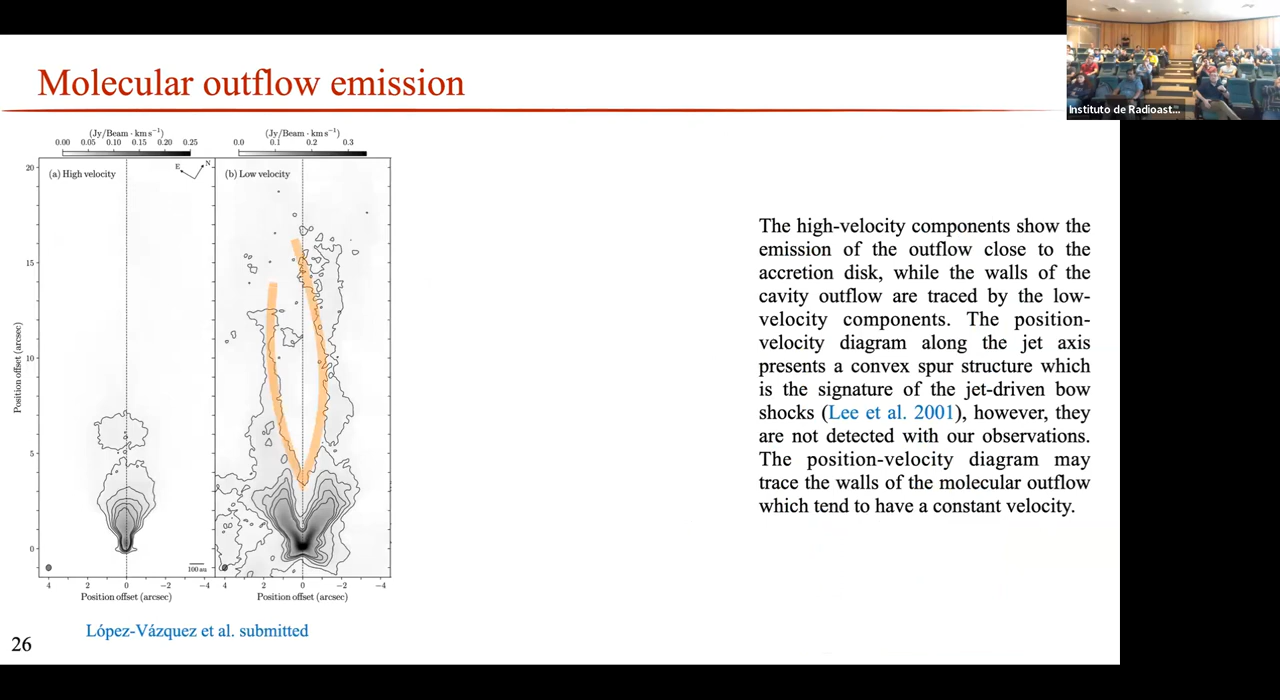 Molecular outflow emission
Instituto de Radioast...
(Jy/Beam · km s⁻¹)
0.00 0.05 0.10 0.15 0.20 0.25
(Jy/Beam · km s⁻¹)
0.0 0.1 0.2 0.3
(a) High velocity
E N
(b) Low velocity
20
15
10
5
0
Position offset (arcsec)
100 au
4 2 0 −2 −4
4 2 0 −2 −4
Position offset (arcsec)
Position offset (arcsec)
López-Vázquez et al. submitted
The high-velocity components show the
emission of the outflow close to the
accretion disk, while the walls of the
cavity outflow are traced by the low-
velocity components. The position-
velocity diagram along the jet axis
presents a convex spur structure which
is the signature of the jet-driven bow
shocks (Lee et al. 2001), however, they
are not detected with our observations.
The position-velocity diagram may
trace the walls of the molecular outflow
which tend to have a constant velocity.
26